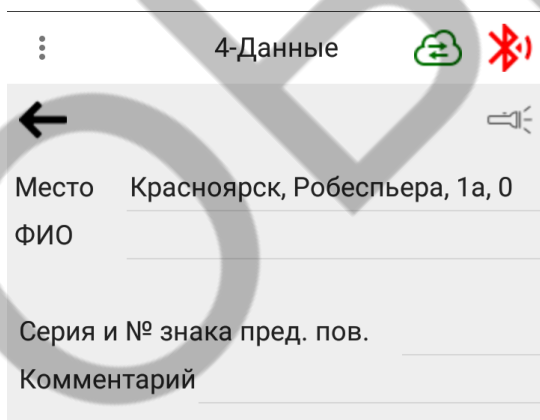 4-Данные
Место Красноярск, Робеспьера, 1а, 0
ФИО
Серия и № знака пред. пов.
Комментарий